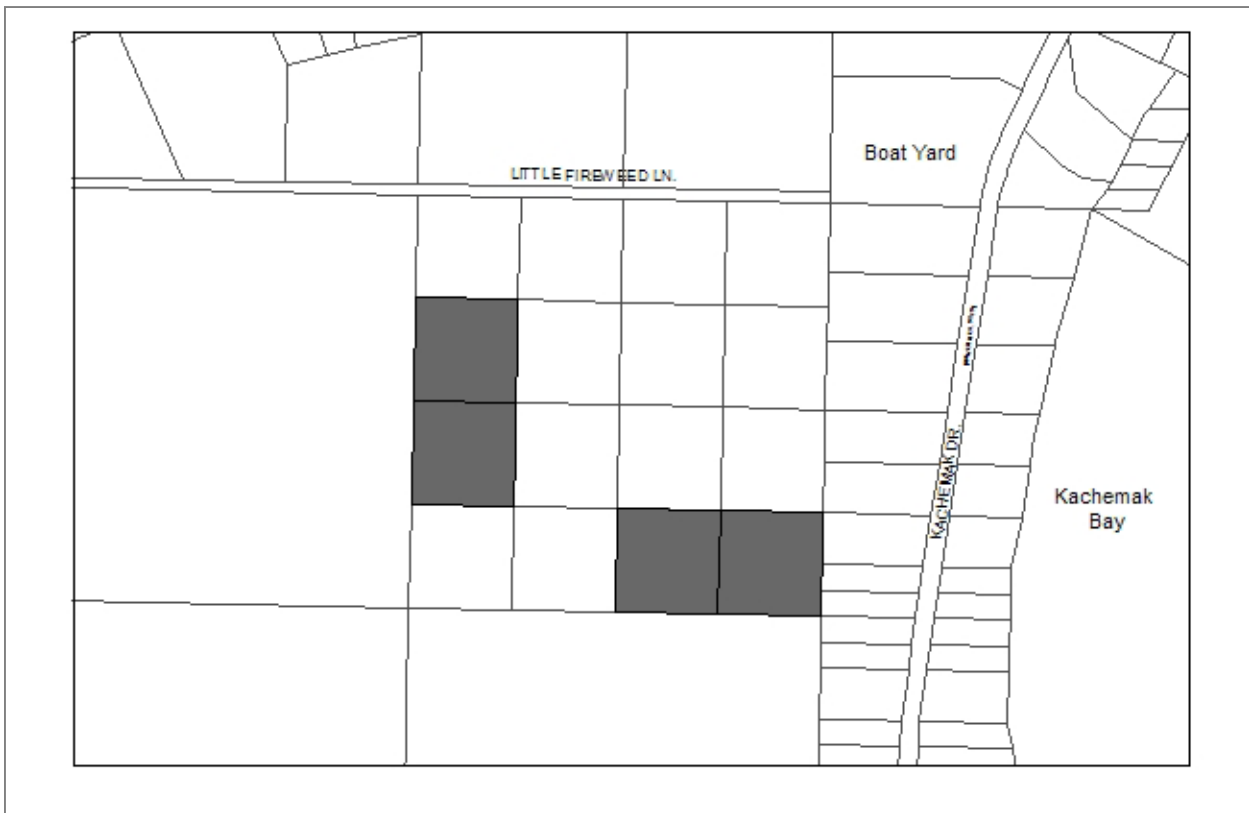 Boat Yard
LITTLE FIREWEED LN.
KACHEMAK DR.
Kachemak
Bay